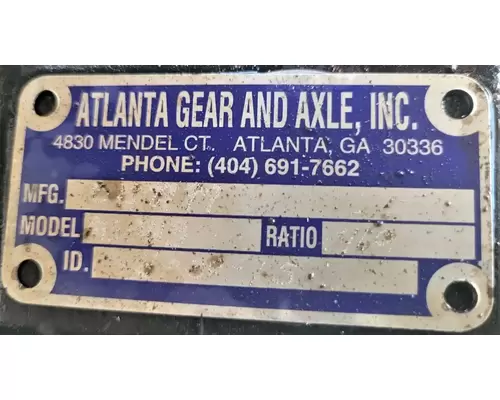 ATLANTA GEAR AND AXLE, INC.
4830 MENDEL CT. ATLANTA, GA 30336
PHONE: (404) 691-7662
MFG.
MODEL RATIO
ID.